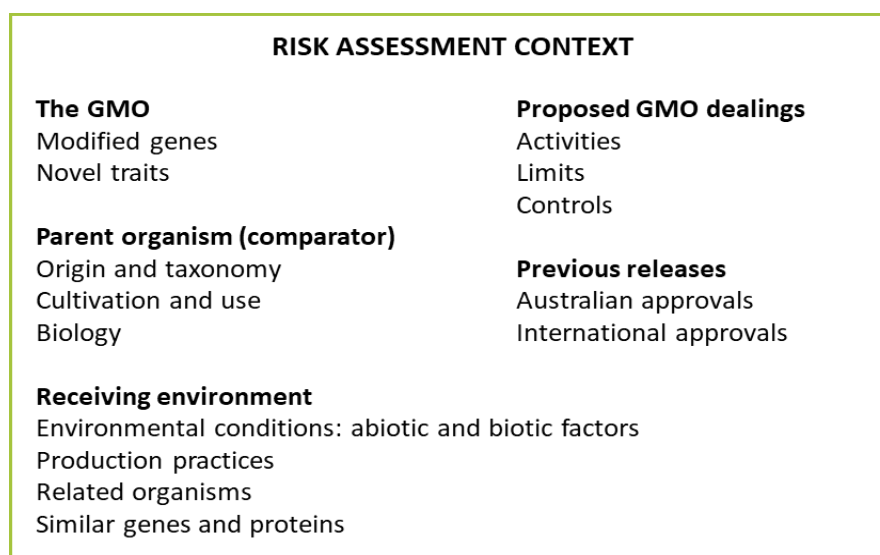 RISK ASSESSMENT CONTEXT
The GMO
Modified genes
Novel traits
Parent organism (comparator)
Origin and taxonomy
Cultivation and use
Biology
Proposed GMO dealings
Activities
Limits
Controls
Previous releases
Australian approvals
International approvals
Receiving environment
Environmental conditions: abiotic and biotic factors
Production practices
Related organisms
Similar genes and proteins